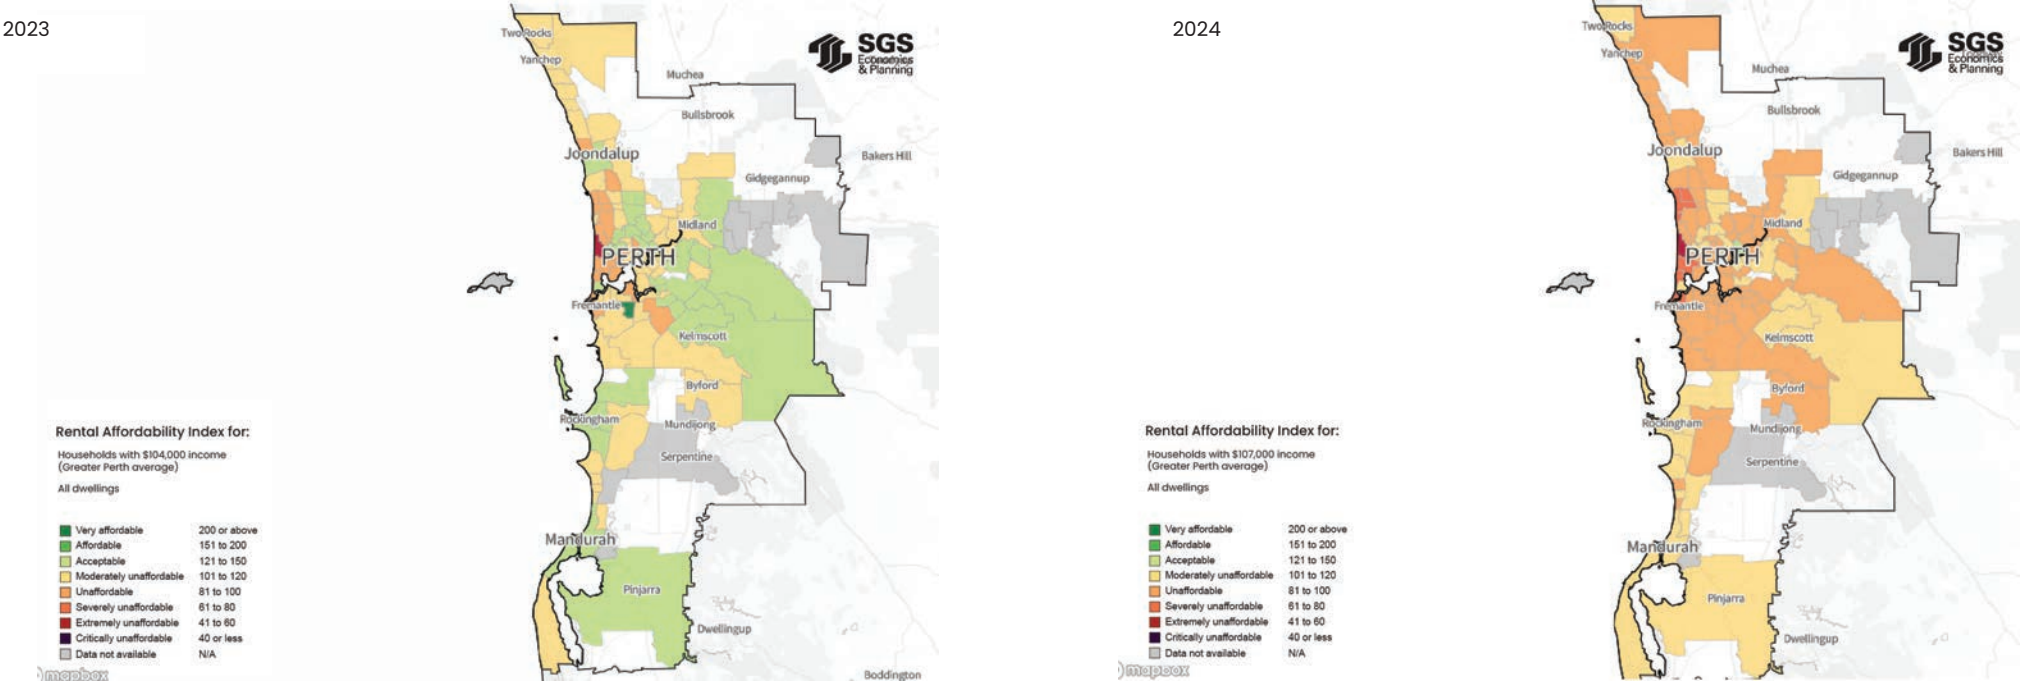 2023
Two Rocks
Yanchep
Muchea
SGS
Economics
& Planning
Bullsbrook
Joondalup
Bakers Hill
Gidgegannup
Midland
PERTH
Fremantle
Kelmscott
Byford
Rockingham
Mundijong
Serpentine
Mandurah
Pinjarra
Dwellingup
Boddington
Rental Affordability Index for:
Households with $104,000 income
(Greater Perth average)
All dwellings
Very affordable 200 or above
Affordable 151 to 200
Acceptable 121 to 150
Moderately unaffordable 101 to 120
Unaffordable 81 to 100
Severely unaffordable 61 to 80
Extremely unaffordable 41 to 60
Critically unaffordable 40 or less
Data not available N/A
mapbox
2024
Two Rocks
Yanchep
Muchea
SGS
Economics
& Planning
Bullsbrook
Joondalup
Bakers Hill
Gidgegannup
Midland
PERTH
Fremantle
Kelmscott
Byford
Rockingham
Mundijong
Serpentine
Mandurah
Pinjarra
Dwellingup
Rental Affordability Index for:
Households with $107,000 income
(Greater Perth average)
All dwellings
Very affordable 200 or above
Affordable 151 to 200
Acceptable 121 to 150
Moderately unaffordable 101 to 120
Unaffordable 81 to 100
Severely unaffordable 61 to 80
Extremely unaffordable 41 to 60
Critically unaffordable 40 or less
Data not available N/A
mapbox